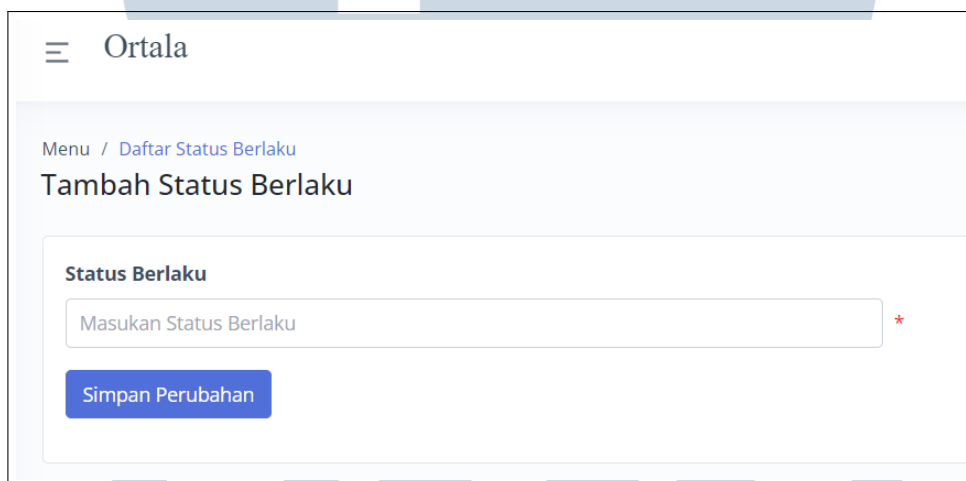 Ortala
Menu / Daftar Status Berlaku
Tambah Status Berlaku
Status Berlaku
Masukan Status Berlaku *
Simpan Perubahan